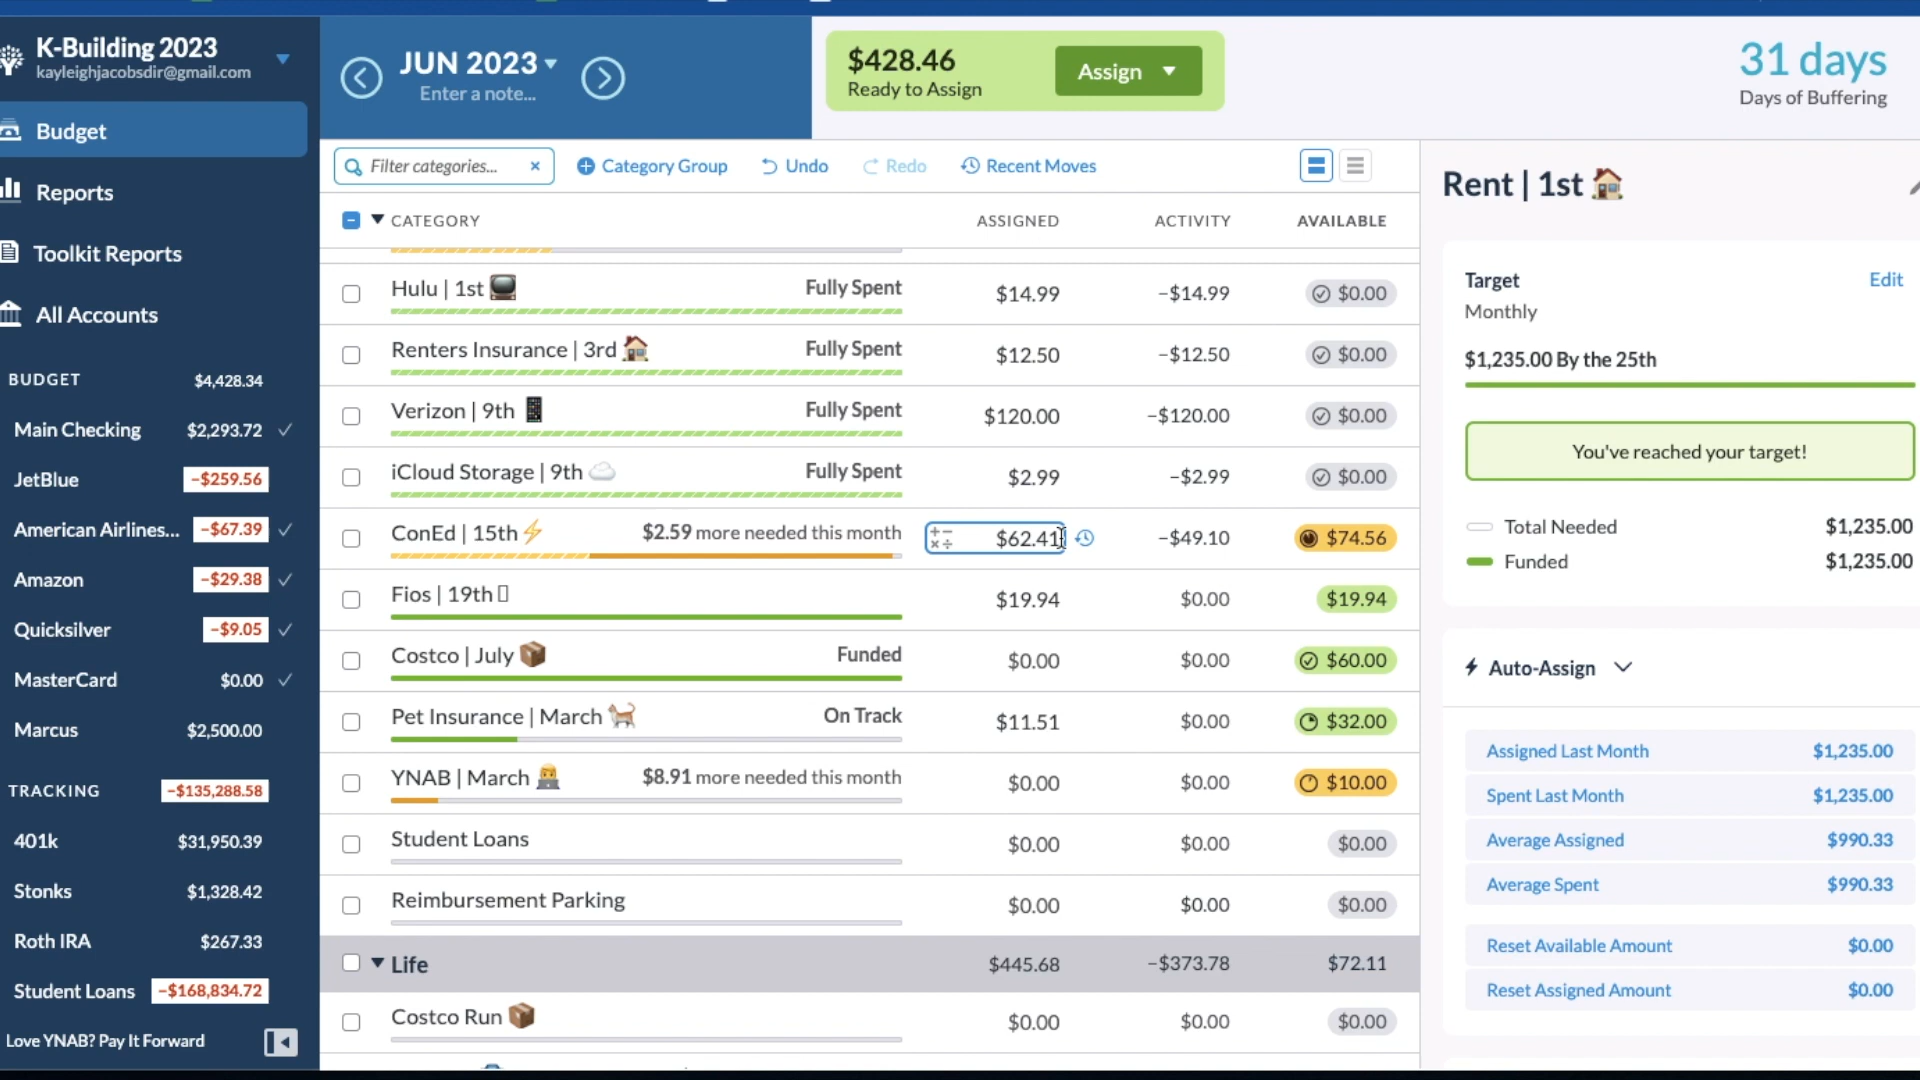 K-Building 2023
kayleighjacobsdir@gmail.com
Budget
Reports
Toolkit Reports
All Accounts
BUDGET $4,428.34
Main Checking $2,293.72
JetBlue -$259.56
American Airlines... -$67.39
Amazon -$29.38
Quicksilver -$9.05
MasterCard $0.00
Marcus $2,500.00
TRACKING -$135,288.58
401k $31,950.39
Stonks $1,328.42
Roth IRA $267.33
Student Loans -$168,834.72
Love YNAB? Pay It Forward
JUN 2023
Enter a note...
$428.46
Ready to Assign
Assign
31 days
Days of Buffering
Filter categories...
Category Group
Undo
Redo
Recent Moves
CATEGORY ASSIGNED ACTIVITY AVAILABLE
Hulu | 1st Fully Spent $14.99 -$14.99 $0.00
Renters Insurance | 3rd Fully Spent $12.50 -$12.50 $0.00
Verizon | 9th Fully Spent $120.00 -$120.00 $0.00
iCloud Storage | 9th Fully Spent $2.99 -$2.99 $0.00
ConEd | 15th $2.59 more needed this month $62.41 -$49.10 $74.56
Fios | 19th $19.94 $0.00 $19.94
Costco | July Funded $0.00 $0.00 $60.00
Pet Insurance | March On Track $11.51 $0.00 $32.00
YNAB | March $8.91 more needed this month $0.00 $0.00 $10.00
Student Loans $0.00 $0.00 $0.00
Reimbursement Parking $0.00 $0.00 $0.00
Life $445.68 -$373.78 $72.11
Costco Run $0.00 $0.00 $0.00
Rent | 1st
Target Edit
Monthly
$1,235.00 By the 25th
You've reached your target!
Total Needed $1,235.00
Funded $1,235.00
Auto-Assign
Assigned Last Month $1,235.00
Spent Last Month $1,235.00
Average Assigned $990.33
Average Spent $990.33
Reset Available Amount $0.00
Reset Assigned Amount $0.00